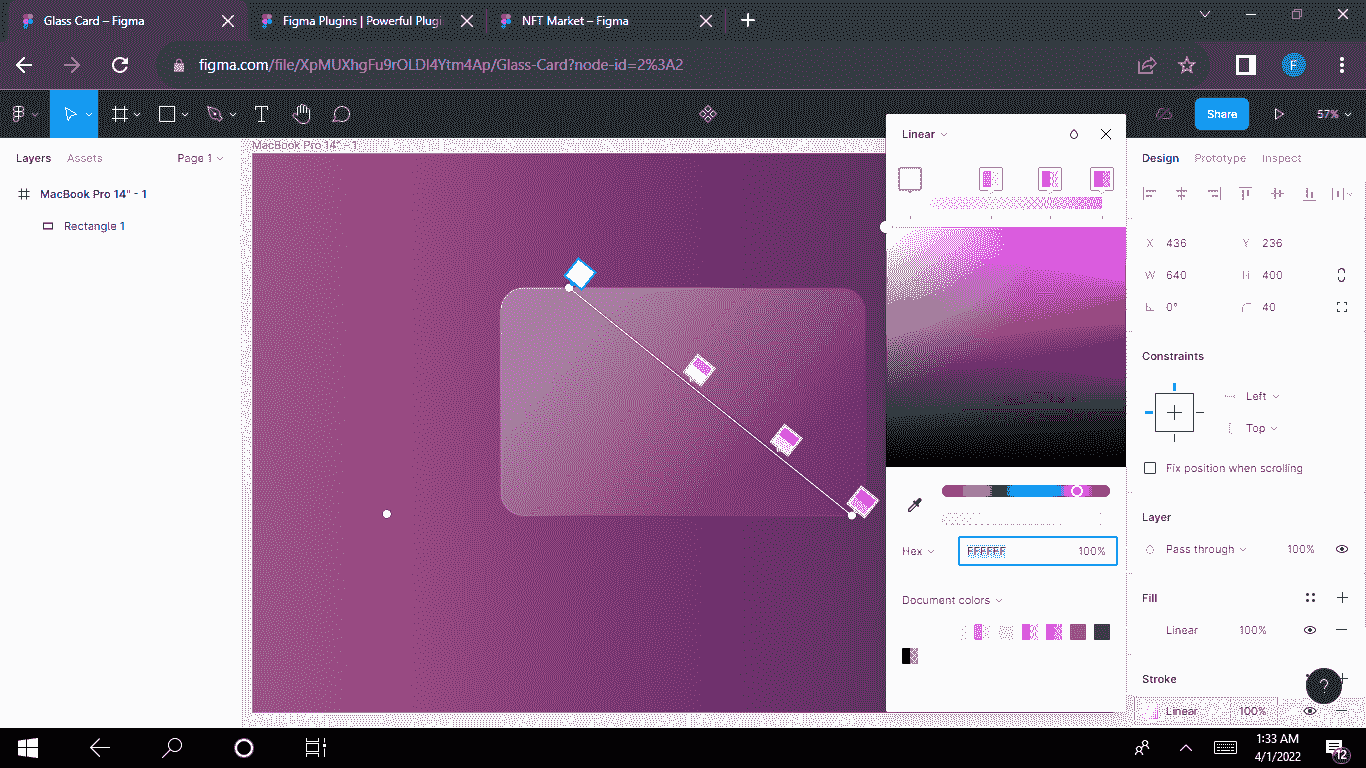 Glass Card – Figma
Figma Plugins | Powerful Plugi
NFT Market – Figma
figma.com/file/XpMUXhgFu9rOLDl4Ytm4Ap/Glass-Card?node-id=2%3A2
F
T
Share
57%
Layers Assets Page 1
MacBook Pro 14" - 1
Rectangle 1
MacBook Pro 14" - 1
Linear
Hex FFFFFF 100%
Document colors
Design Prototype Inspect
X 436 Y 236
W 640 H 400
0° 40
Constraints
Left
Top
Fix position when scrolling
Layer
Pass through 100%
Fill
Linear 100%
Stroke
?
Linear 100%
1:33 AM
4/1/2022
12